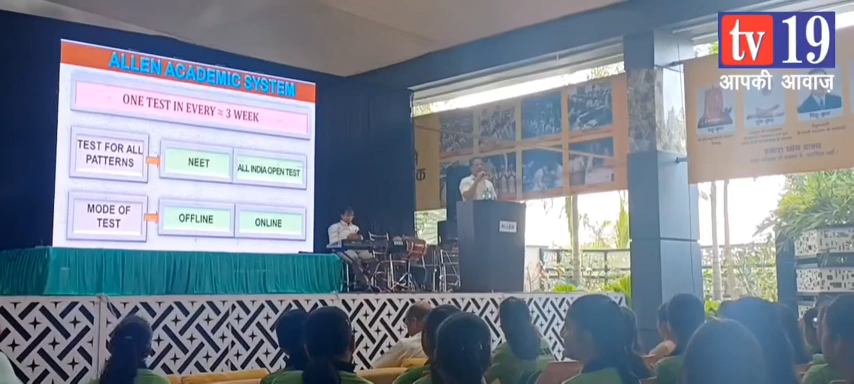 tv 19
आपकी आवाज़
ALLEN ACADEMIC SYSTEM
ONE TEST IN EVERY ≈ 3 WEEK
TEST FOR ALL PATTERNS
NEET
ALL INDIA OPEN TEST
MODE OF TEST
OFFLINE
ONLINE
ALLEN